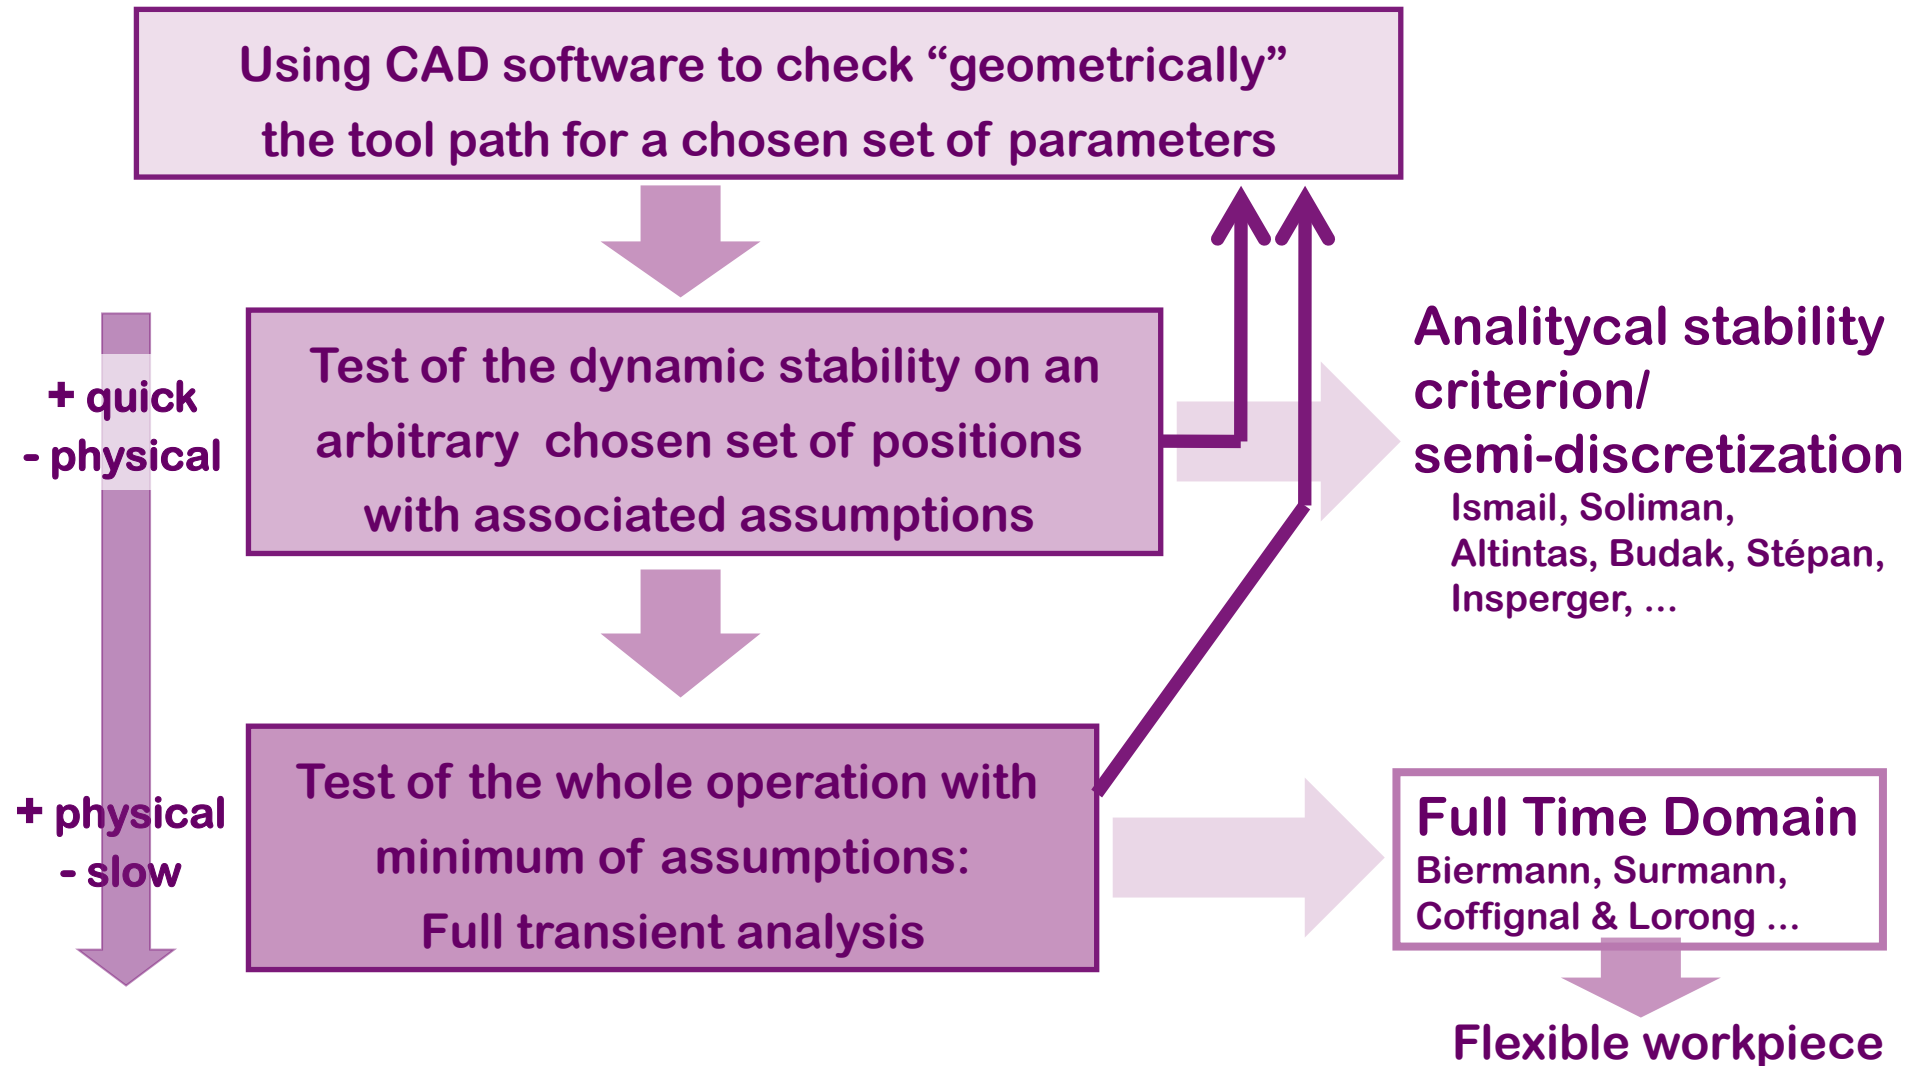 Using CAD software to check “geometrically”
the tool path for a chosen set of parameters
+ quick
- physical
Test of the dynamic stability on an
arbitrary chosen set of positions
with associated assumptions
Analitycal stability
criterion/
semi-discretization
Ismail, Soliman,
Altintas, Budak, Stépan,
Insperger, ...
+ physical
- slow
Test of the whole operation with
minimum of assumptions:
Full transient analysis
Full Time Domain
Biermann, Surmann,
Coffignal & Lorong ...
Flexible workpiece